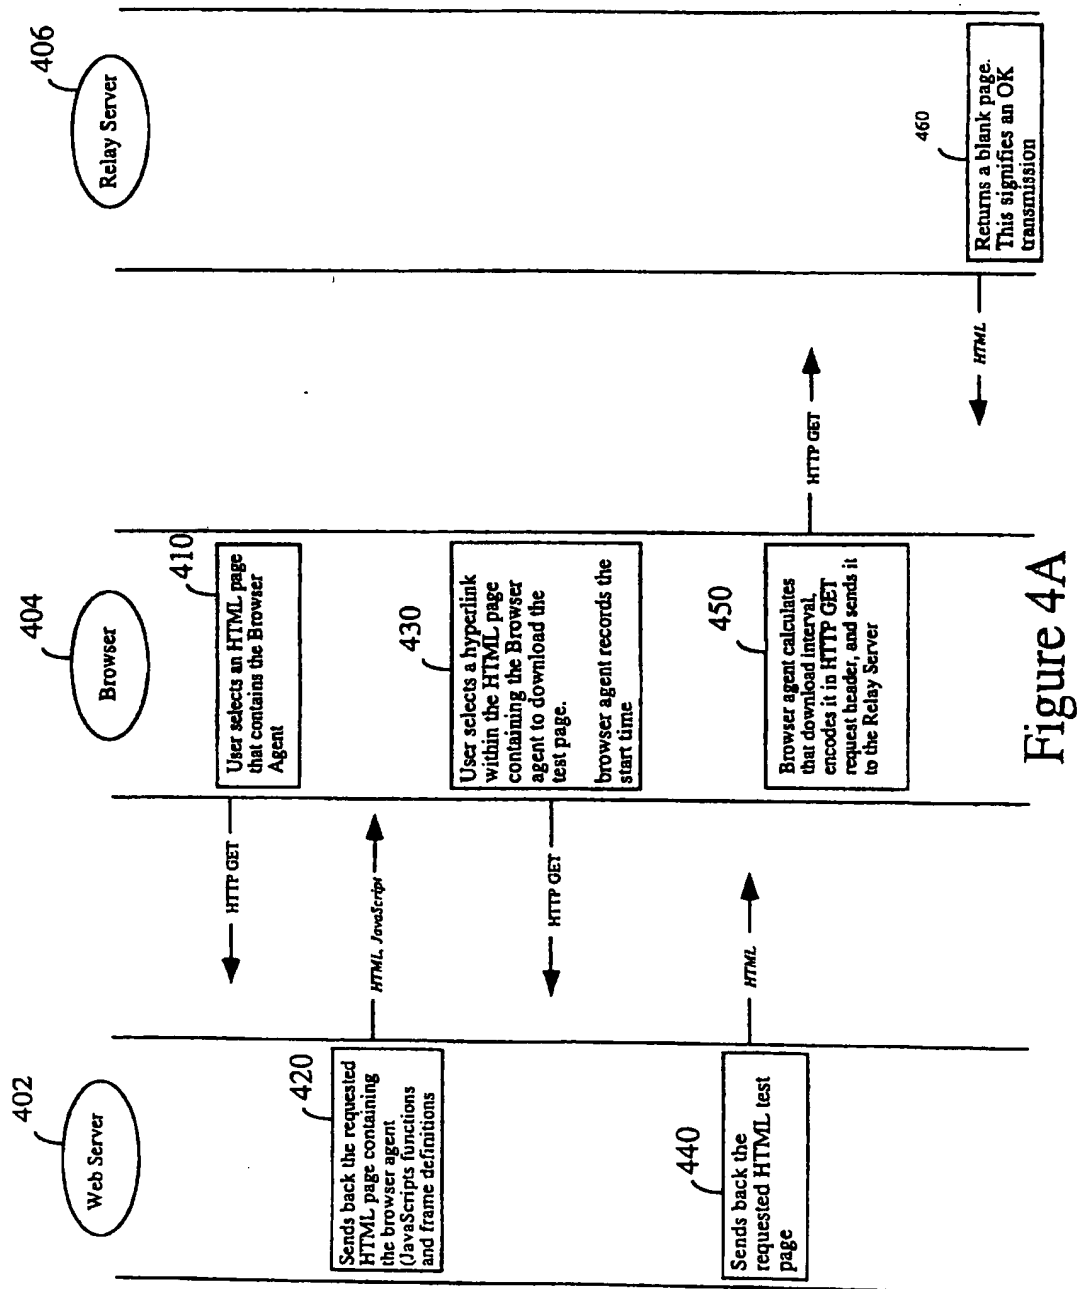 402
Web Server
404
Browser
406
Relay Server
410
User selects an HTML page
that contains the Browser
Agent
HTTP GET
420
Sends back the requested
HTML page containing
the browser agent
(JavaScripts functions
and frame definitions
HTML, JavaScript
430
User selects a hyperlink
within the HTML page
containing the Browser
agent to download the
test page.
browser agent records the
start time
HTTP GET
440
Sends back the
requested HTML test
page
HTML
450
Browser agent calculates
that download interval,
encodes it in HTTP GET
request header, and sends it
to the Relay Server
HTTP GET
460
Returns a blank page.
This signifies an OK
transmission
HTML
Figure 4A